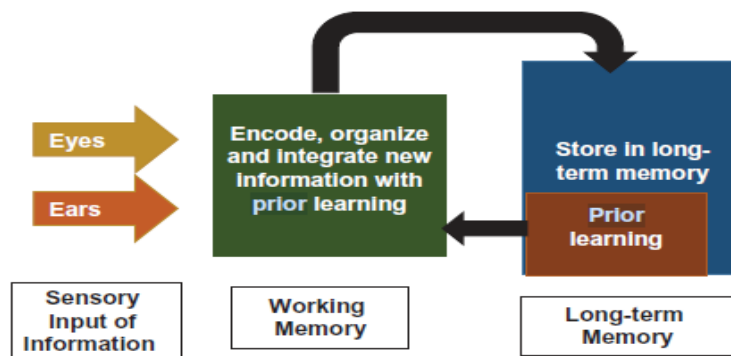 Eyes
Ears
Encode, organize
and integrate new
information with
prior learning
Store in long-
term memory
Prior
learning
Sensory
Input of
Information
Working
Memory
Long-term
Memory